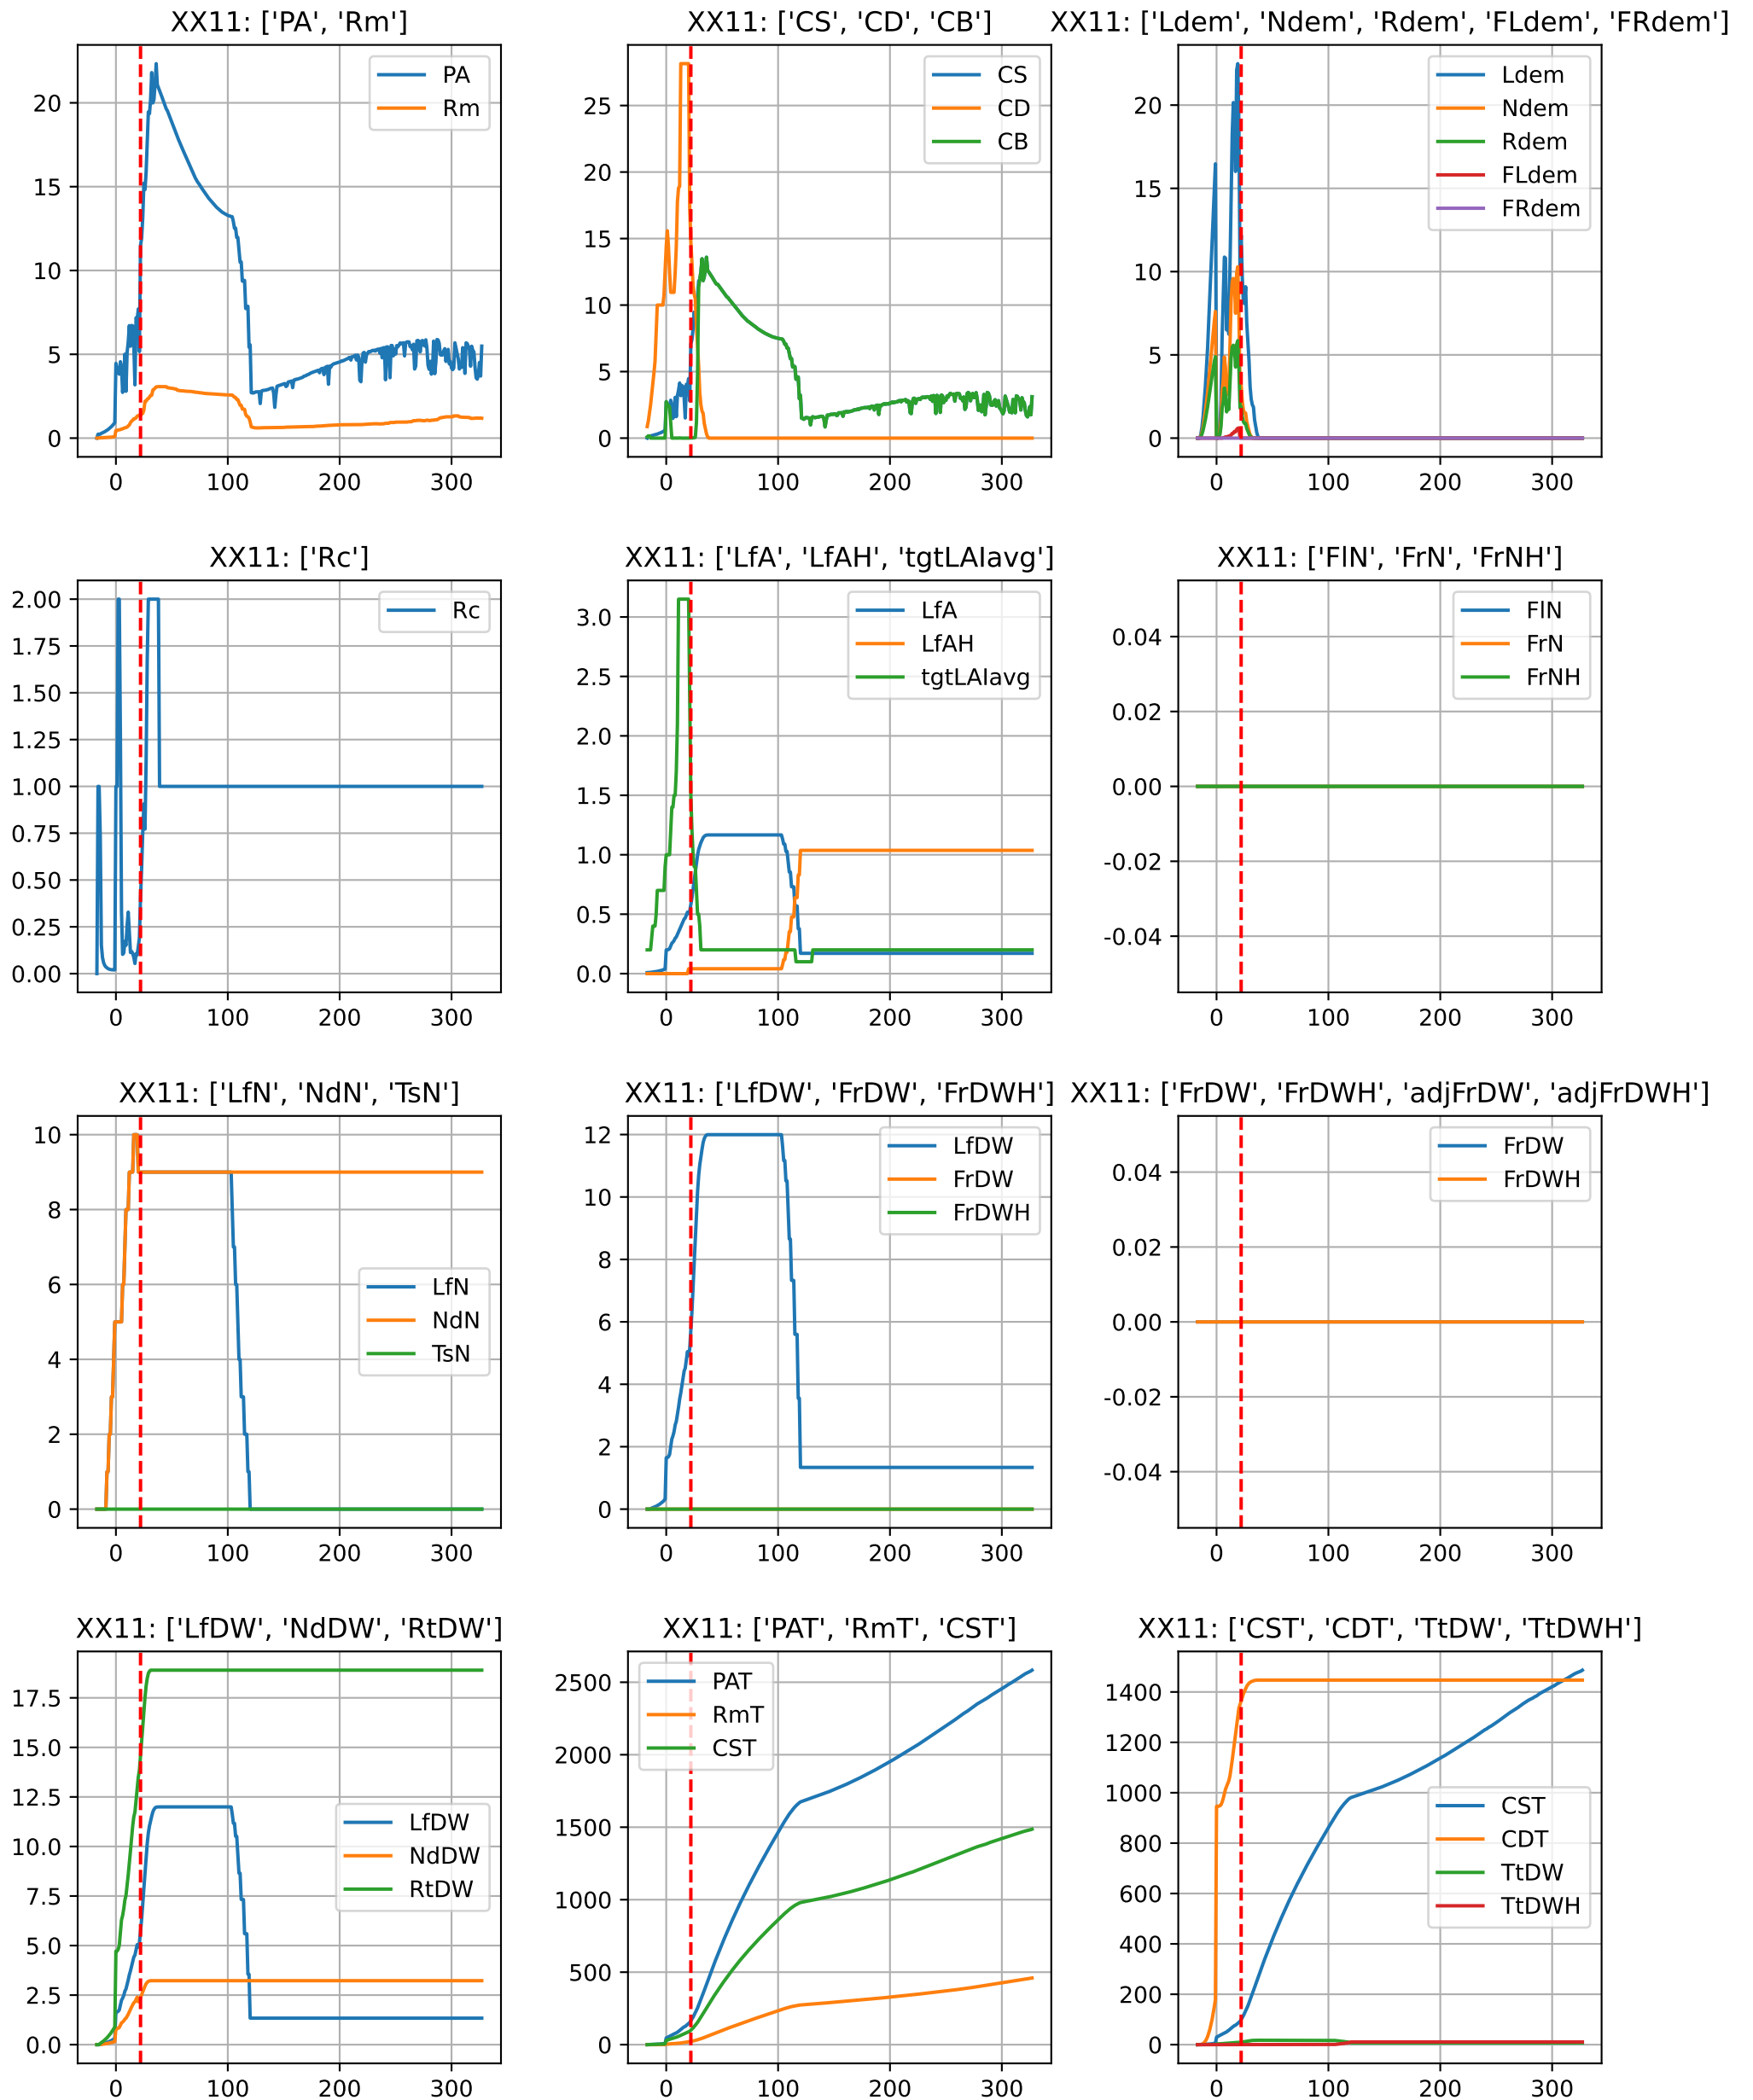 XX11: ['PA', 'Rm']
20
15
10
5
0
0 100 200 300
PA
Rm
XX11: ['CS', 'CD', 'CB']
25
20
15
10
5
0
0 100 200 300
CS
CD
CB
XX11: ['Ldem', 'Ndem', 'Rdem', 'FLdem', 'FRdem']
20
15
10
5
0
0 100 200 300
Ldem
Ndem
Rdem
FLdem
FRdem
XX11: ['Rc']
2.00
1.75
1.50
1.25
1.00
0.75
0.50
0.25
0.00
0 100 200 300
Rc
XX11: ['LfA', 'LfAH', 'tgtLAIavg']
3.0
2.5
2.0
1.5
1.0
0.5
0.0
0 100 200 300
LfA
LfAH
tgtLAIavg
XX11: ['FlN', 'FrN', 'FrNH']
0.04
0.02
0.00
-0.02
-0.04
0 100 200 300
FlN
FrN
FrNH
XX11: ['LfN', 'NdN', 'TsN']
10
8
6
4
2
0
0 100 200 300
LfN
NdN
TsN
XX11: ['LfDW', 'FrDW', 'FrDWH']
12
10
8
6
4
2
0
0 100 200 300
LfDW
FrDW
FrDWH
XX11: ['FrDW', 'FrDWH', 'adjFrDW', 'adjFrDWH']
0.04
0.02
0.00
-0.02
-0.04
0 100 200 300
FrDW
FrDWH
XX11: ['LfDW', 'NdDW', 'RtDW']
17.5
15.0
12.5
10.0
7.5
5.0
2.5
0.0
0 100 200 300
LfDW
NdDW
RtDW
XX11: ['PAT', 'RmT', 'CST']
2500
2000
1500
1000
500
0
0 100 200 300
PAT
RmT
CST
XX11: ['CST', 'CDT', 'TtDW', 'TtDWH']
1400
1200
1000
800
600
400
200
0
0 100 200 300
CST
CDT
TtDW
TtDWH